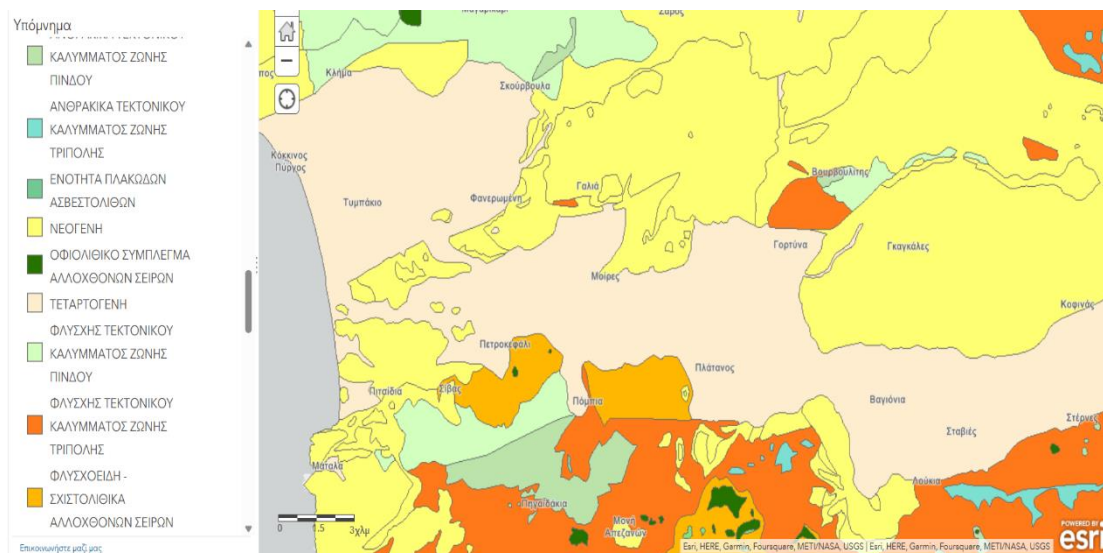 Υπόμνημα
ΚΑΛΥΜΜΑΤΟΣ ΖΩΝΗΣ
ΠΙΝΔΟΥ
ΑΝΘΡΑΚΙΚΑ ΤΕΚΤΟΝΙΚΟΥ
ΚΑΛΥΜΜΑΤΟΣ ΖΩΝΗΣ
ΤΡΙΠΟΛΗΣ
ΕΝΟΤΗΤΑ ΠΛΑΚΩΔΩΝ
ΑΣΒΕΣΤΟΛΙΘΩΝ
ΝΕΟΓΕΝΗ
ΟΦΙΟΛΙΘΙΚΟ ΣΥΜΠΛΕΓΜΑ
ΑΛΛΟΧΘΟΝΩΝ ΣΕΙΡΩΝ
ΤΕΤΑΡΤΟΓΕΝΗ
ΦΛΥΣΧΗΣ ΤΕΚΤΟΝΙΚΟΥ
ΚΑΛΥΜΜΑΤΟΣ ΖΩΝΗΣ
ΠΙΝΔΟΥ
ΦΛΥΣΧΗΣ ΤΕΚΤΟΝΙΚΟΥ
ΚΑΛΥΜΜΑΤΟΣ ΖΩΝΗΣ
ΤΡΙΠΟΛΗΣ
ΦΛΥΣΧΟΕΙΔΗ -
ΣΧΙΣΤΟΛΙΘΙΚΑ
ΑΛΛΟΧΘΟΝΩΝ ΣΕΙΡΩΝ
Επικοινωνήστε μαζί μας
Ζαρός
Κλήμα
Σκούρβουλα
Κόκκινος
Πύργος
Βουρβουλίτης
Γαλιά
Φανερωμένη
Τυμπάκιο
Γορτύνα
Γκαγκάλες
Μοίρες
Κοφινάς
Πετροκεφάλι
Πλάτανος
Πιτσίδια
Σίβας
Πόμπια
Βαγιόνια
Στέρνες
Σταβιές
Μάταλα
Λούκια
Πηγαϊδάκια
Μονή
Απεζανών
0 1.5 3χλμ
Esri, HERE, Garmin, Foursquare, METI/NASA, USGS | Esri, HERE, Garmin, Foursquare, METI/NASA, USGS
POWERED BY
esri